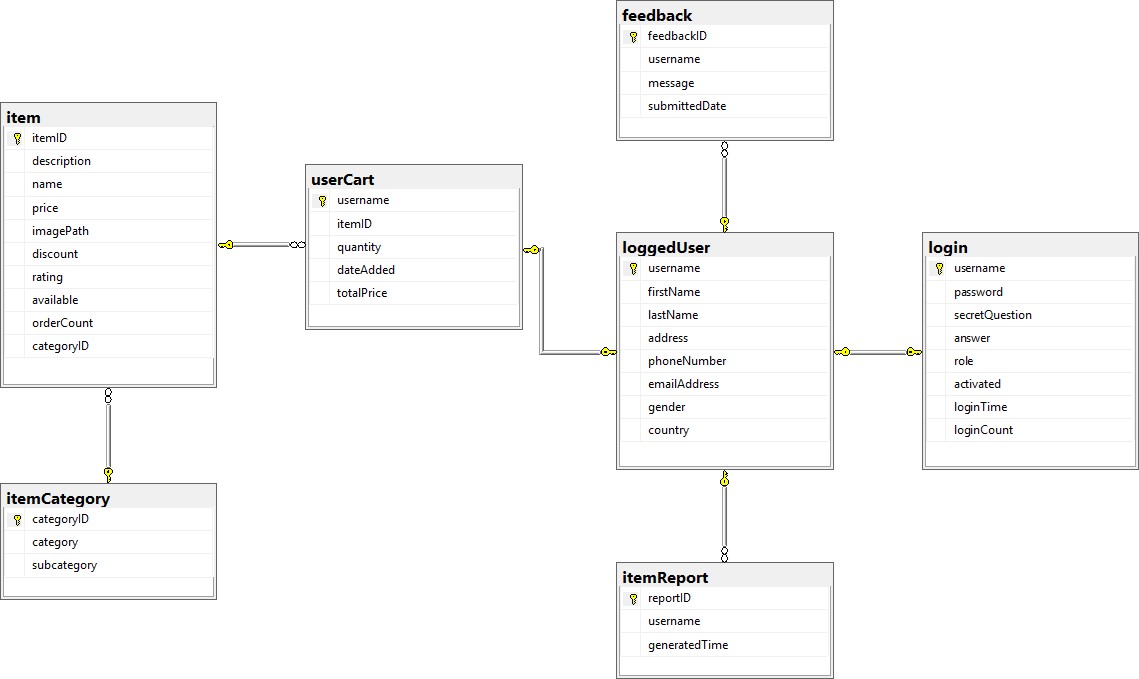 feedback
feedbackID
username
message
submittedDate
item
itemID
description
name
price
imagePath
discount
rating
available
orderCount
categoryID
userCart
username
itemID
quantity
dateAdded
totalPrice
loggedUser
username
firstName
lastName
address
phoneNumber
emailAddress
gender
country
login
username
password
secretQuestion
answer
role
activated
loginTime
loginCount
itemCategory
categoryID
category
subcategory
itemReport
reportID
username
generatedTime